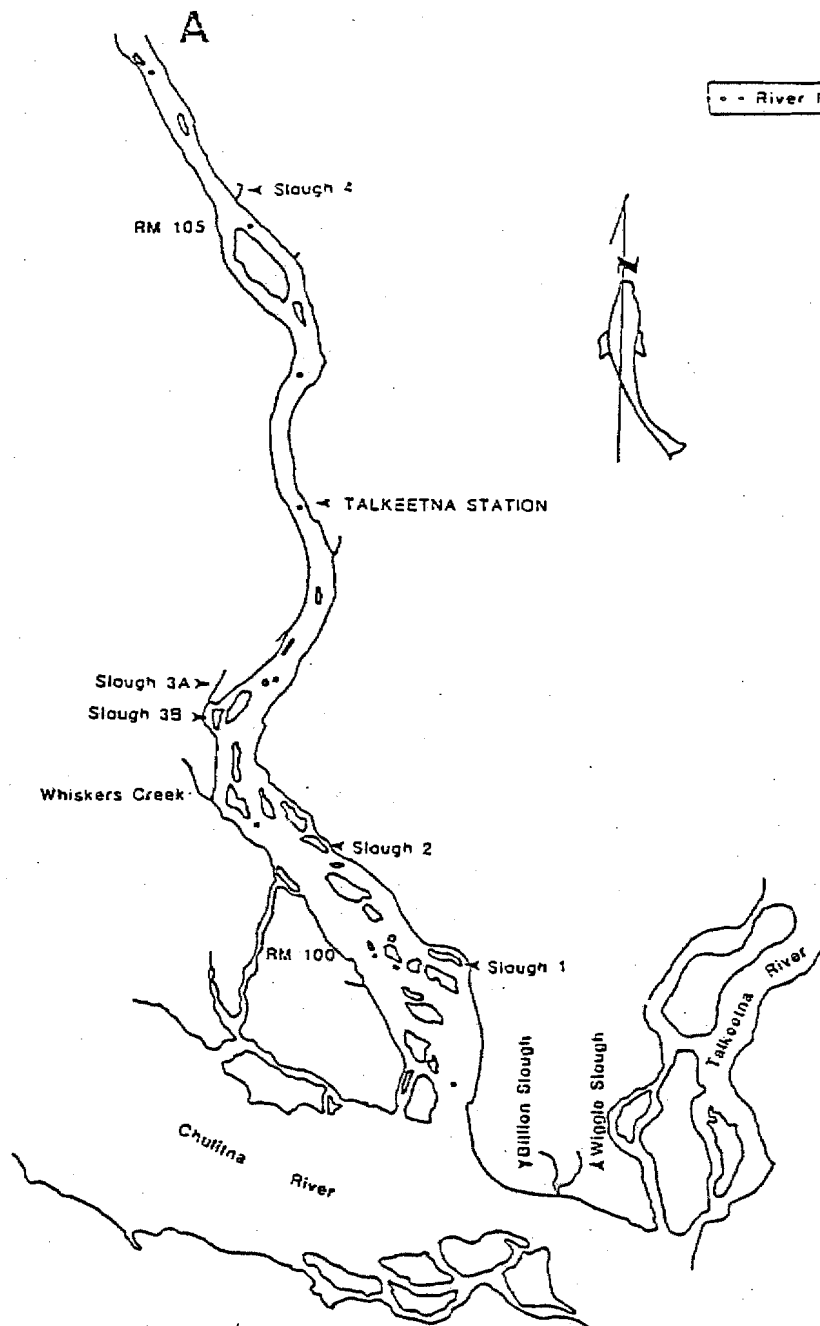 A
• • River
Slough 4
RM 105
Z
TALKEETNA STATION
Slough 3A
Slough 3B
Whiskers Creek
Slough 2
RM 100
Slough 1
Talkeetna River
Billion Slough
Wiggle Slough
Chulitna
River